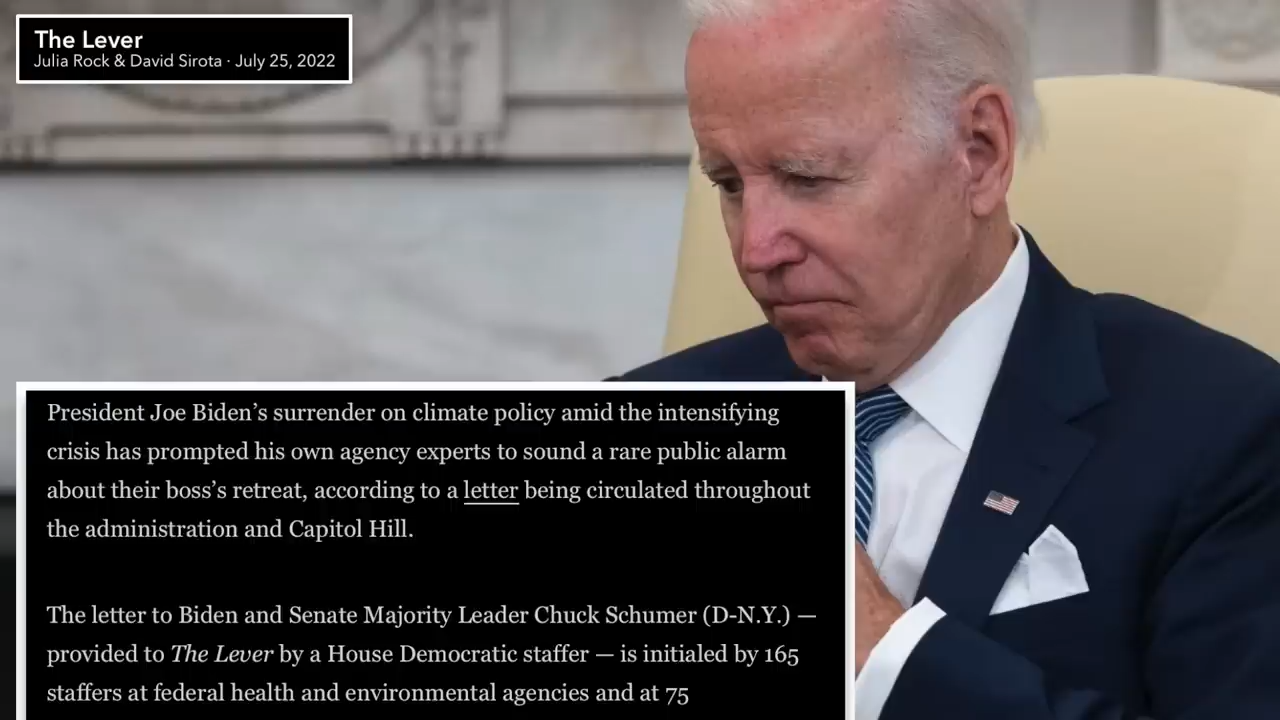 The Lever
Julia Rock & David Sirota · July 25, 2022
President Joe Biden’s surrender on climate policy amid the intensifying
crisis has prompted his own agency experts to sound a rare public alarm
about their boss’s retreat, according to a letter being circulated throughout
the administration and Capitol Hill.
The letter to Biden and Senate Majority Leader Chuck Schumer (D-N.Y.) —
provided to The Lever by a House Democratic staffer — is initialed by 165
staffers at federal health and environmental agencies and at 75